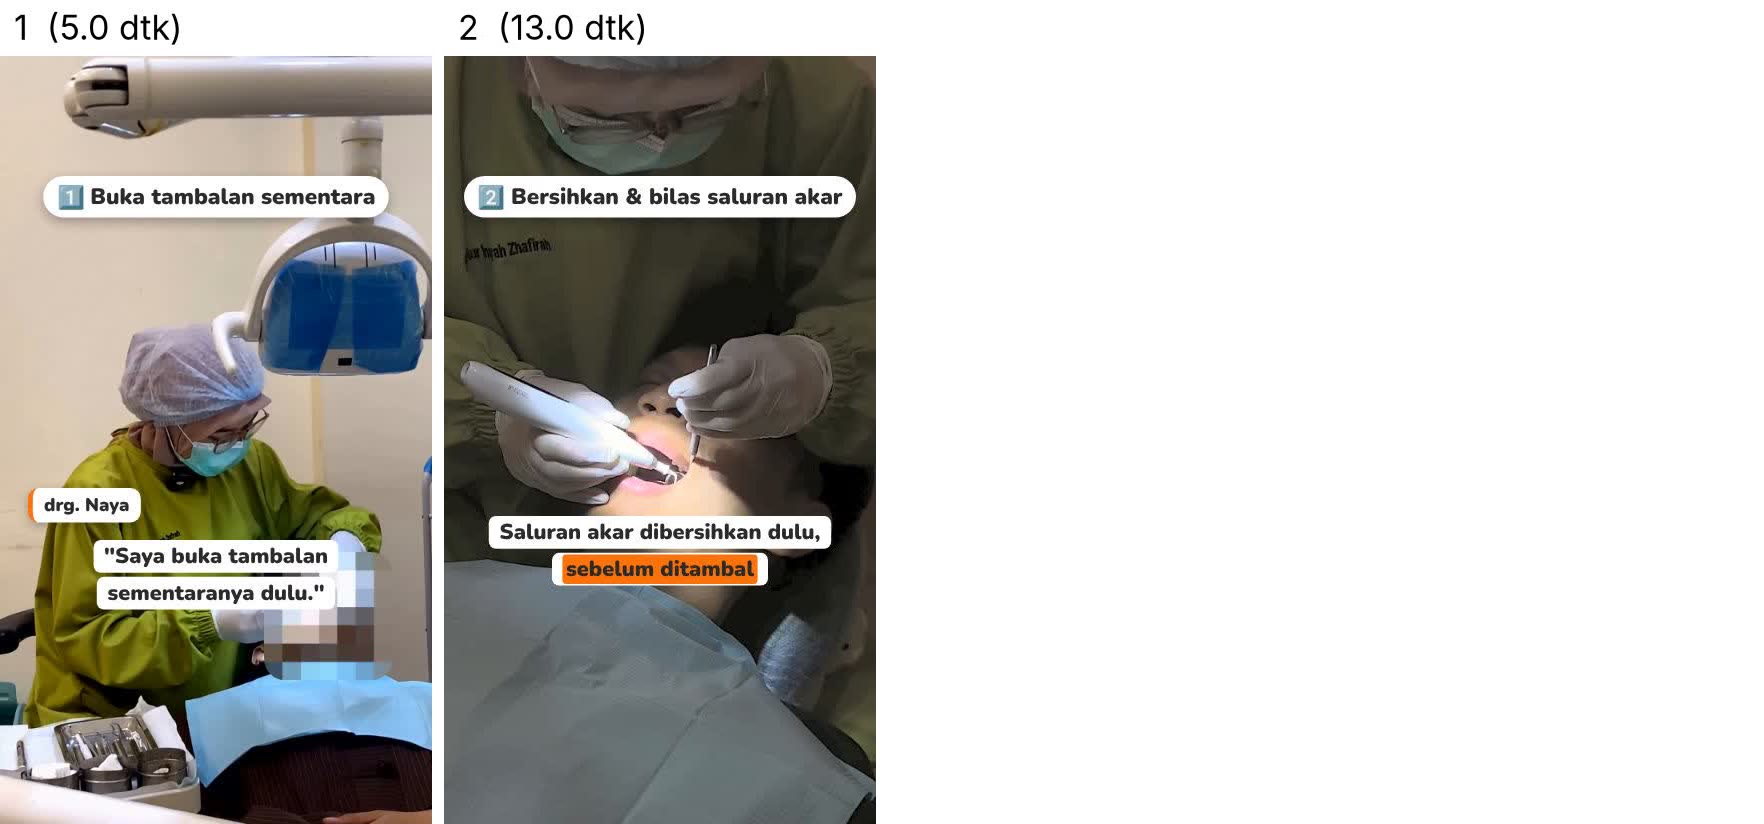 1 (5.0 dtk)
2 (13.0 dtk)
1 Buka tambalan sementara
drg. Naya
"Saya buka tambalan
sementaranya dulu."
2 Bersihkan & bilas saluran akar
Zhafirah
Saluran akar dibersihkan dulu,
sebelum ditambal